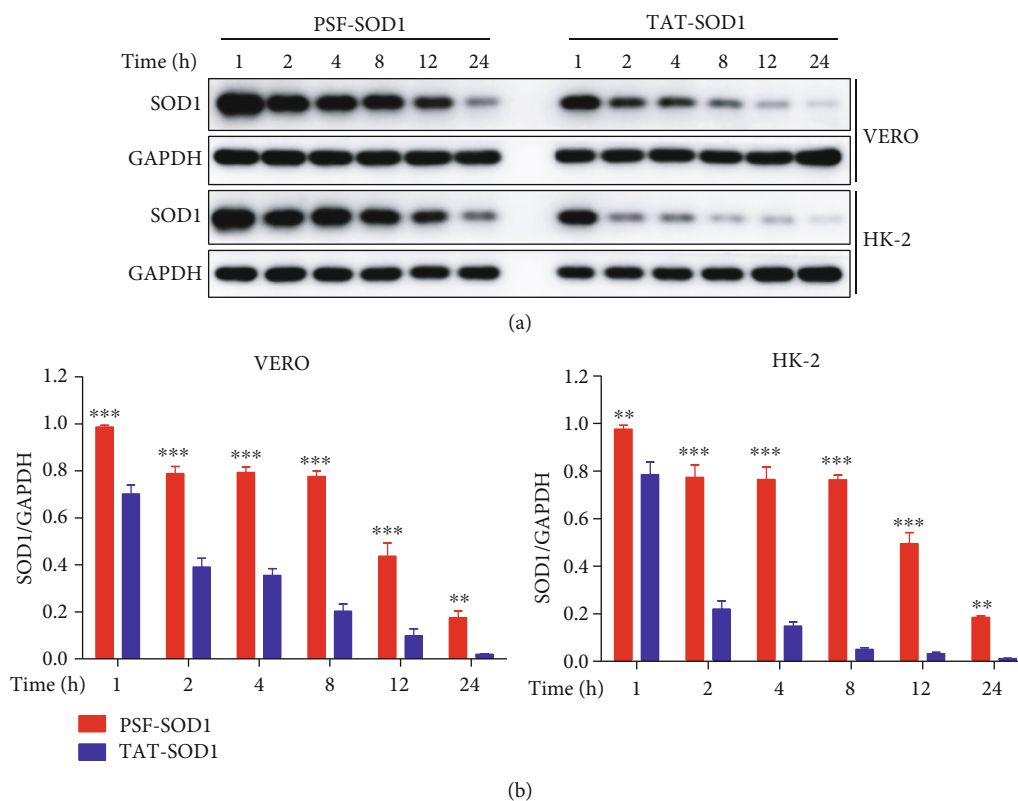 PSF-SOD1 TAT-SOD1
Time (h) 1 2 4 8 12 24 1 2 4 8 12 24
SOD1
GAPDH
VERO
SOD1
GAPDH
HK-2
(a)
VERO
1.2
1.0
0.8
0.6
0.4
0.2
0.0
SOD1/GAPDH
*** *** *** *** *** **
Time (h) 1 2 4 8 12 24
HK-2
1.2
1.0
0.8
0.6
0.4
0.2
0.0
SOD1/GAPDH
** *** *** *** *** **
Time (h) 1 2 4 8 12 24
PSF-SOD1
TAT-SOD1
(b)